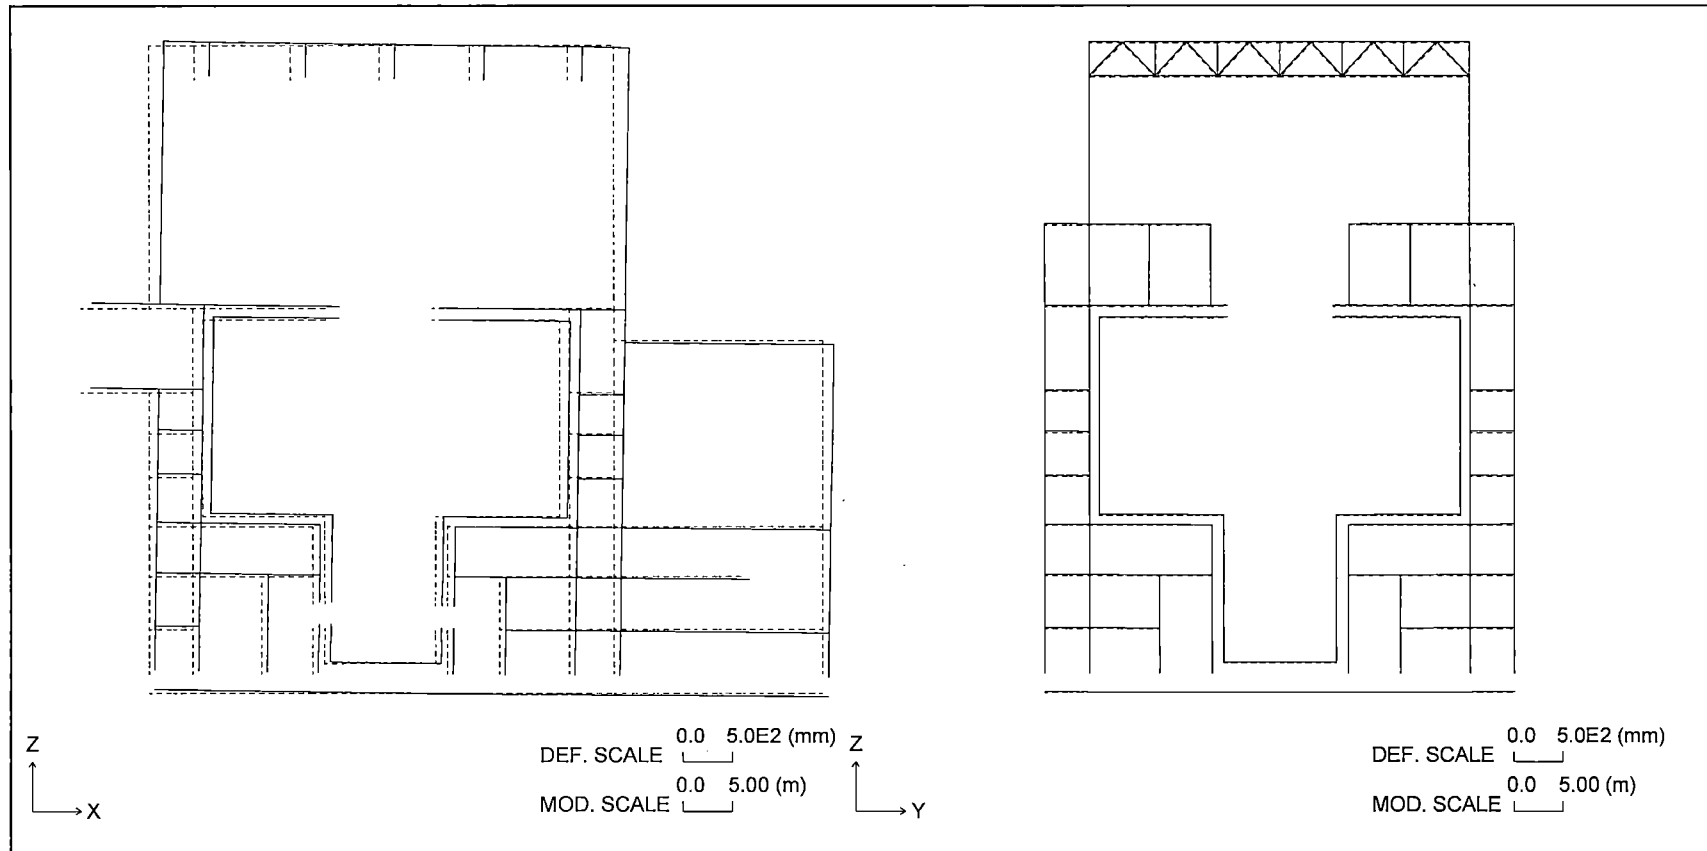 Z
X
0.0 5.0E2 (mm)
DEF. SCALE
0.0 5.00 (m)
MOD. SCALE
Z
Y
0.0 5.0E2 (mm)
DEF. SCALE
0.0 5.00 (m)
MOD. SCALE